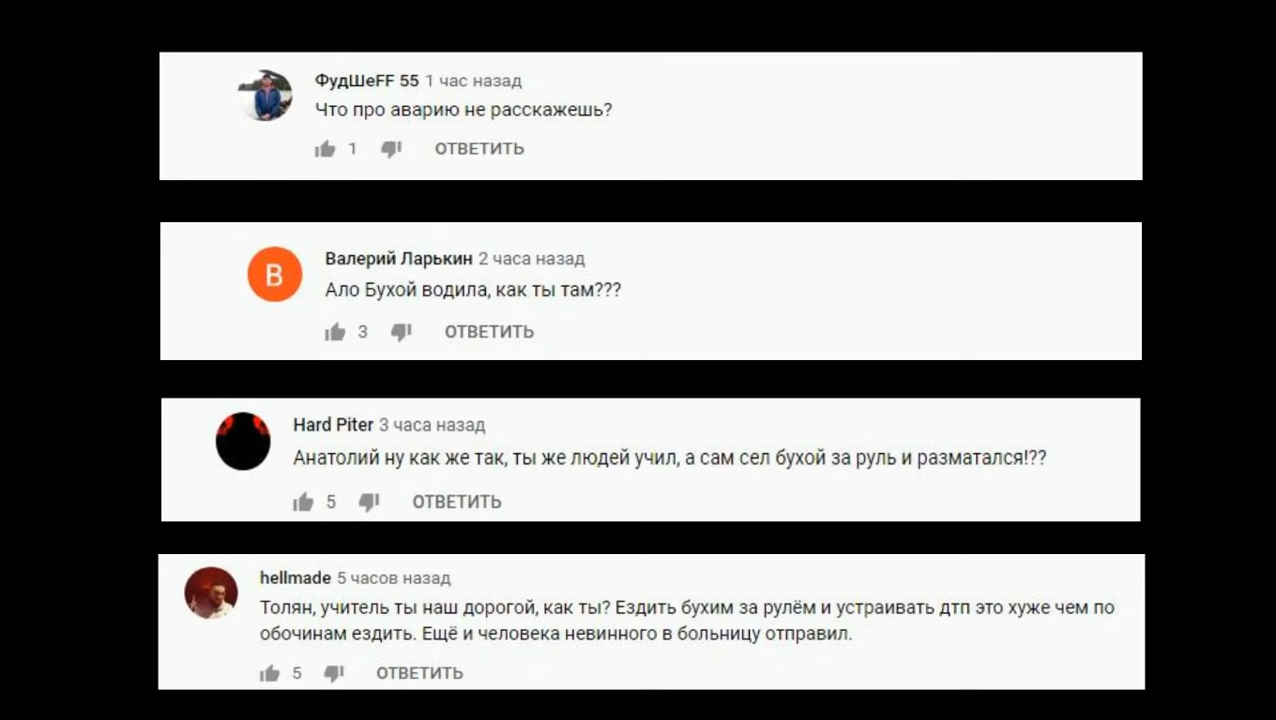 ФудШеFF 55 1 час назад
Что про аварию не расскажешь?
1 ОТВЕТИТЬ
В
Валерий Ларькин 2 часа назад
Ало Бухой водила, как ты там???
3 ОТВЕТИТЬ
Hard Piter 3 часа назад
Анатолий ну как же так, ты же людей учил, а сам сел бухой за руль и разматался!??
5 ОТВЕТИТЬ
hellmade 5 часов назад
Толян, учитель ты наш дорогой, как ты? Ездить бухим за рулём и устраивать дтп это хуже чем по
обочинам ездить. Ещё и человека невинного в больницу отправил.
5 ОТВЕТИТЬ